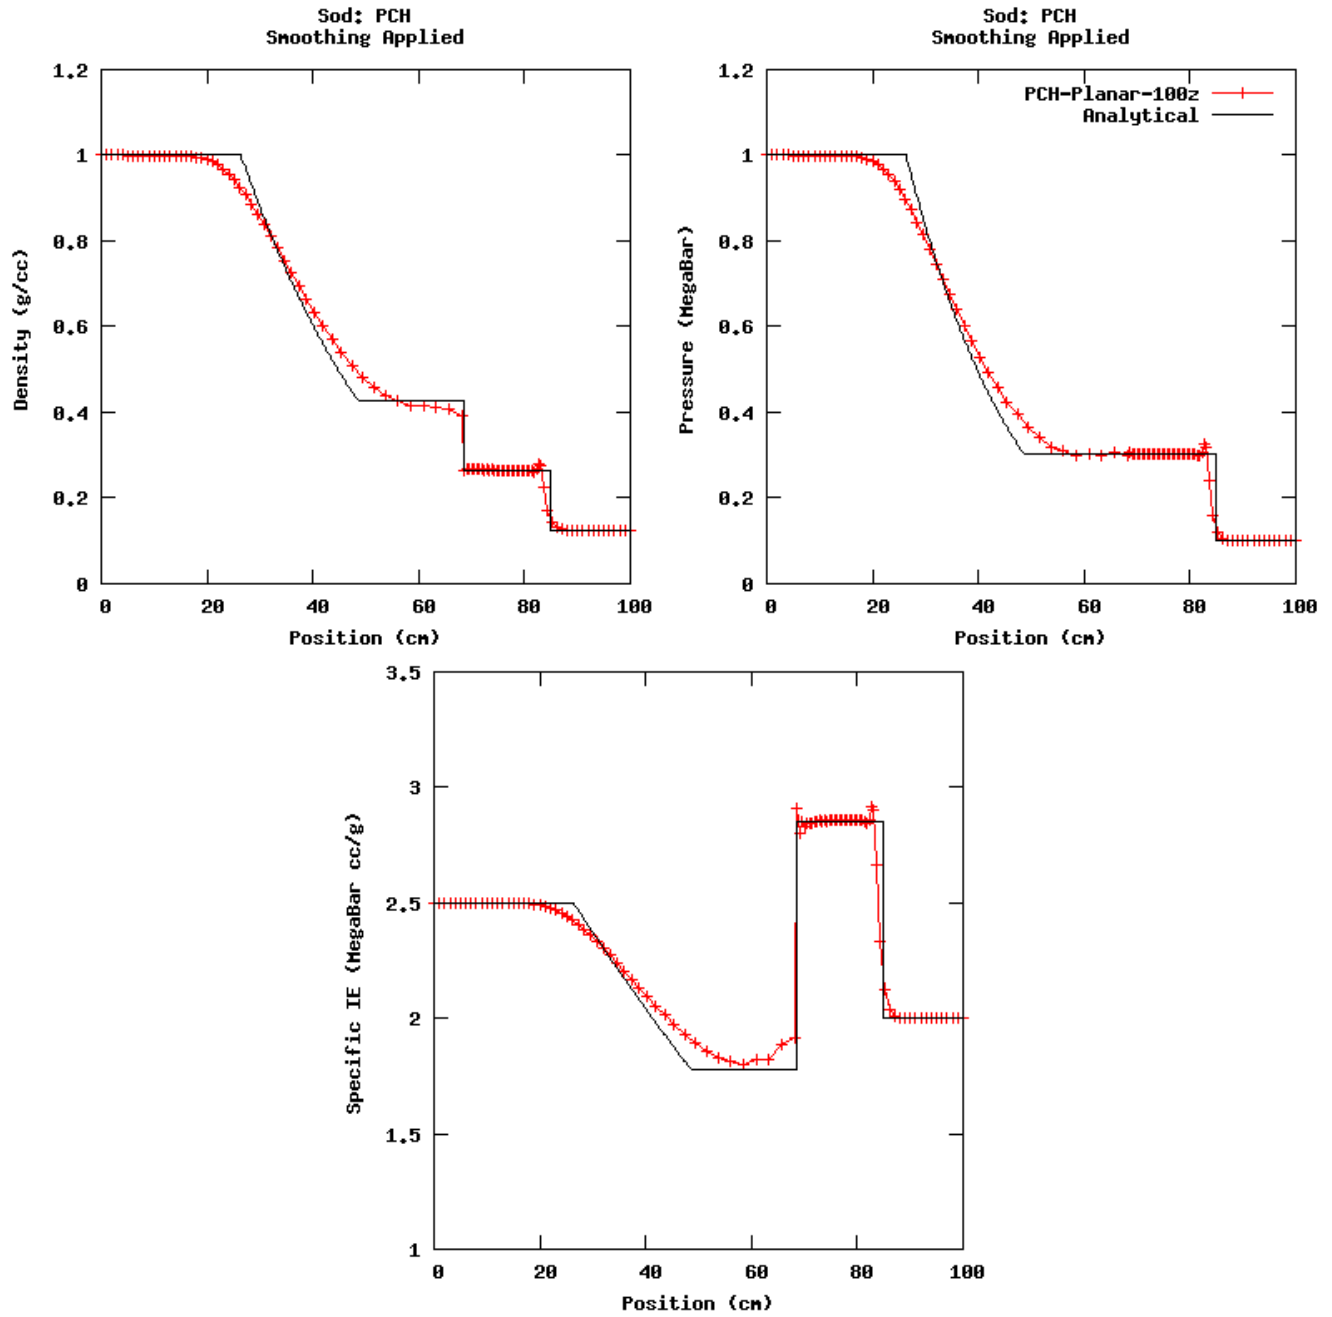 Sod: PCH
Smoothing Applied
1.2
1
0.8
0.6
0.4
0.2
0
Density (g/cc)
0 20 40 60 80 100
Position (cm)
Sod: PCH
Smoothing Applied
PCH-Planar-100z
Analytical
1.2
1
0.8
0.6
0.4
0.2
0
Pressure (MegaBar)
0 20 40 60 80 100
Position (cm)
3.5
3
2.5
2
1.5
1
Specific IE (MegaBar cc/g)
0 20 40 60 80 100
Position (cm)